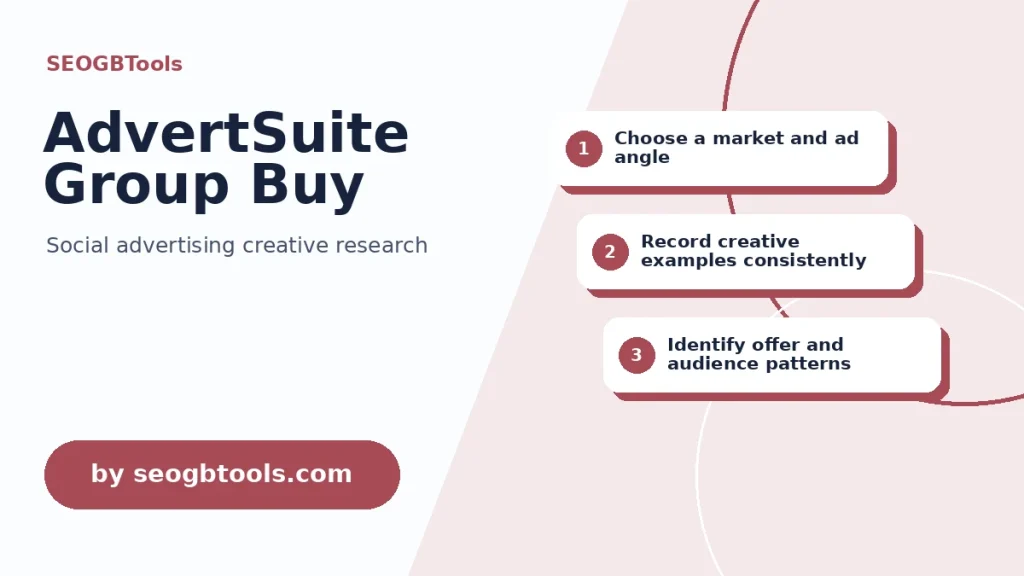 SEOGBTools
AdvertSuite
Group Buy
Social advertising creative research
1
Choose a market and ad
angle
2
Record creative
examples consistently
3
Identify offer and
audience patterns
by seogbtools.com